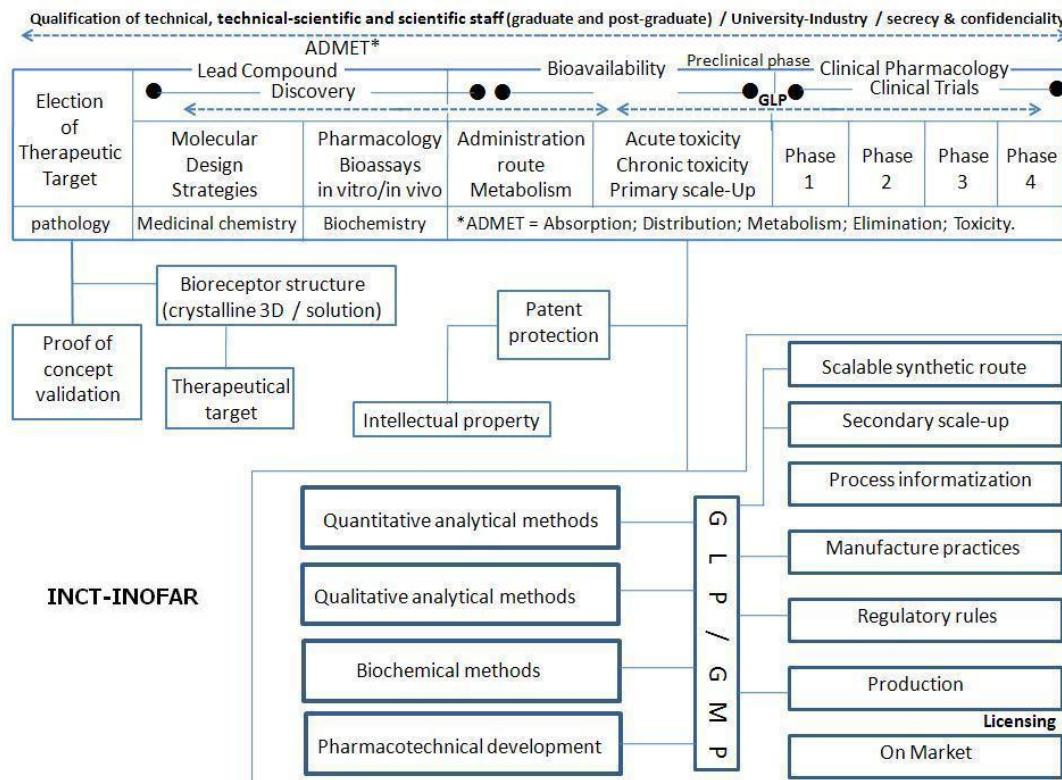 Qualification of technical, technical-scientific and scientific staff (graduate and post-graduate) / University-Industry / secrecy & confidenciality
ADMET*
Election
of
Therapeutic
Target
Lead Compound
Discovery
Bioavailability
Preclinical phase
GLP
Clinical Pharmacology
Clinical Trials
Molecular
Design
Strategies
Pharmacology
Bioassays
in vitro/in vivo
Administration
route
Metabolism
Acute toxicity
Chronic toxicity
Primary scale-Up
Phase
1
Phase
2
Phase
3
Phase
4
pathology
Medicinal chemistry
Biochemistry
*ADMET = Absorption; Distribution; Metabolism; Elimination; Toxicity.
Bioreceptor structure
(crystalline 3D / solution)
Proof of
concept
validation
Therapeutical
target
Patent
protection
Intellectual property
Scalable synthetic route
Secondary scale-up
Process informatization
Manufacture practices
Regulatory rules
Production
Licensing
On Market
Quantitative analytical methods
Qualitative analytical methods
Biochemical methods
Pharmacotechnical development
GLP/GMP
INCT-INOFAR